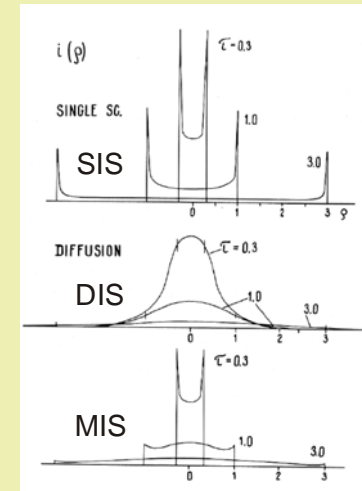 i (ρ)
τ=0.3
SINGLE SC.
1.0
SIS
3.0
0 1 2 3 ρ
DIFFUSION
τ=0.3
DIS
1.0
3.0
0 1 2 3
τ=0.3
MIS
1.0
3.0
0 1 2 3